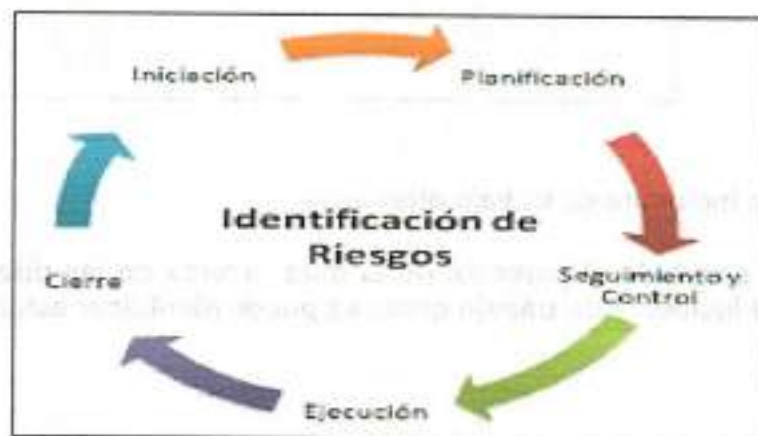 Iniciación
Planificación
Identificación de
Riesgos
Cierre
Seguimiento y
Control
Ejecución